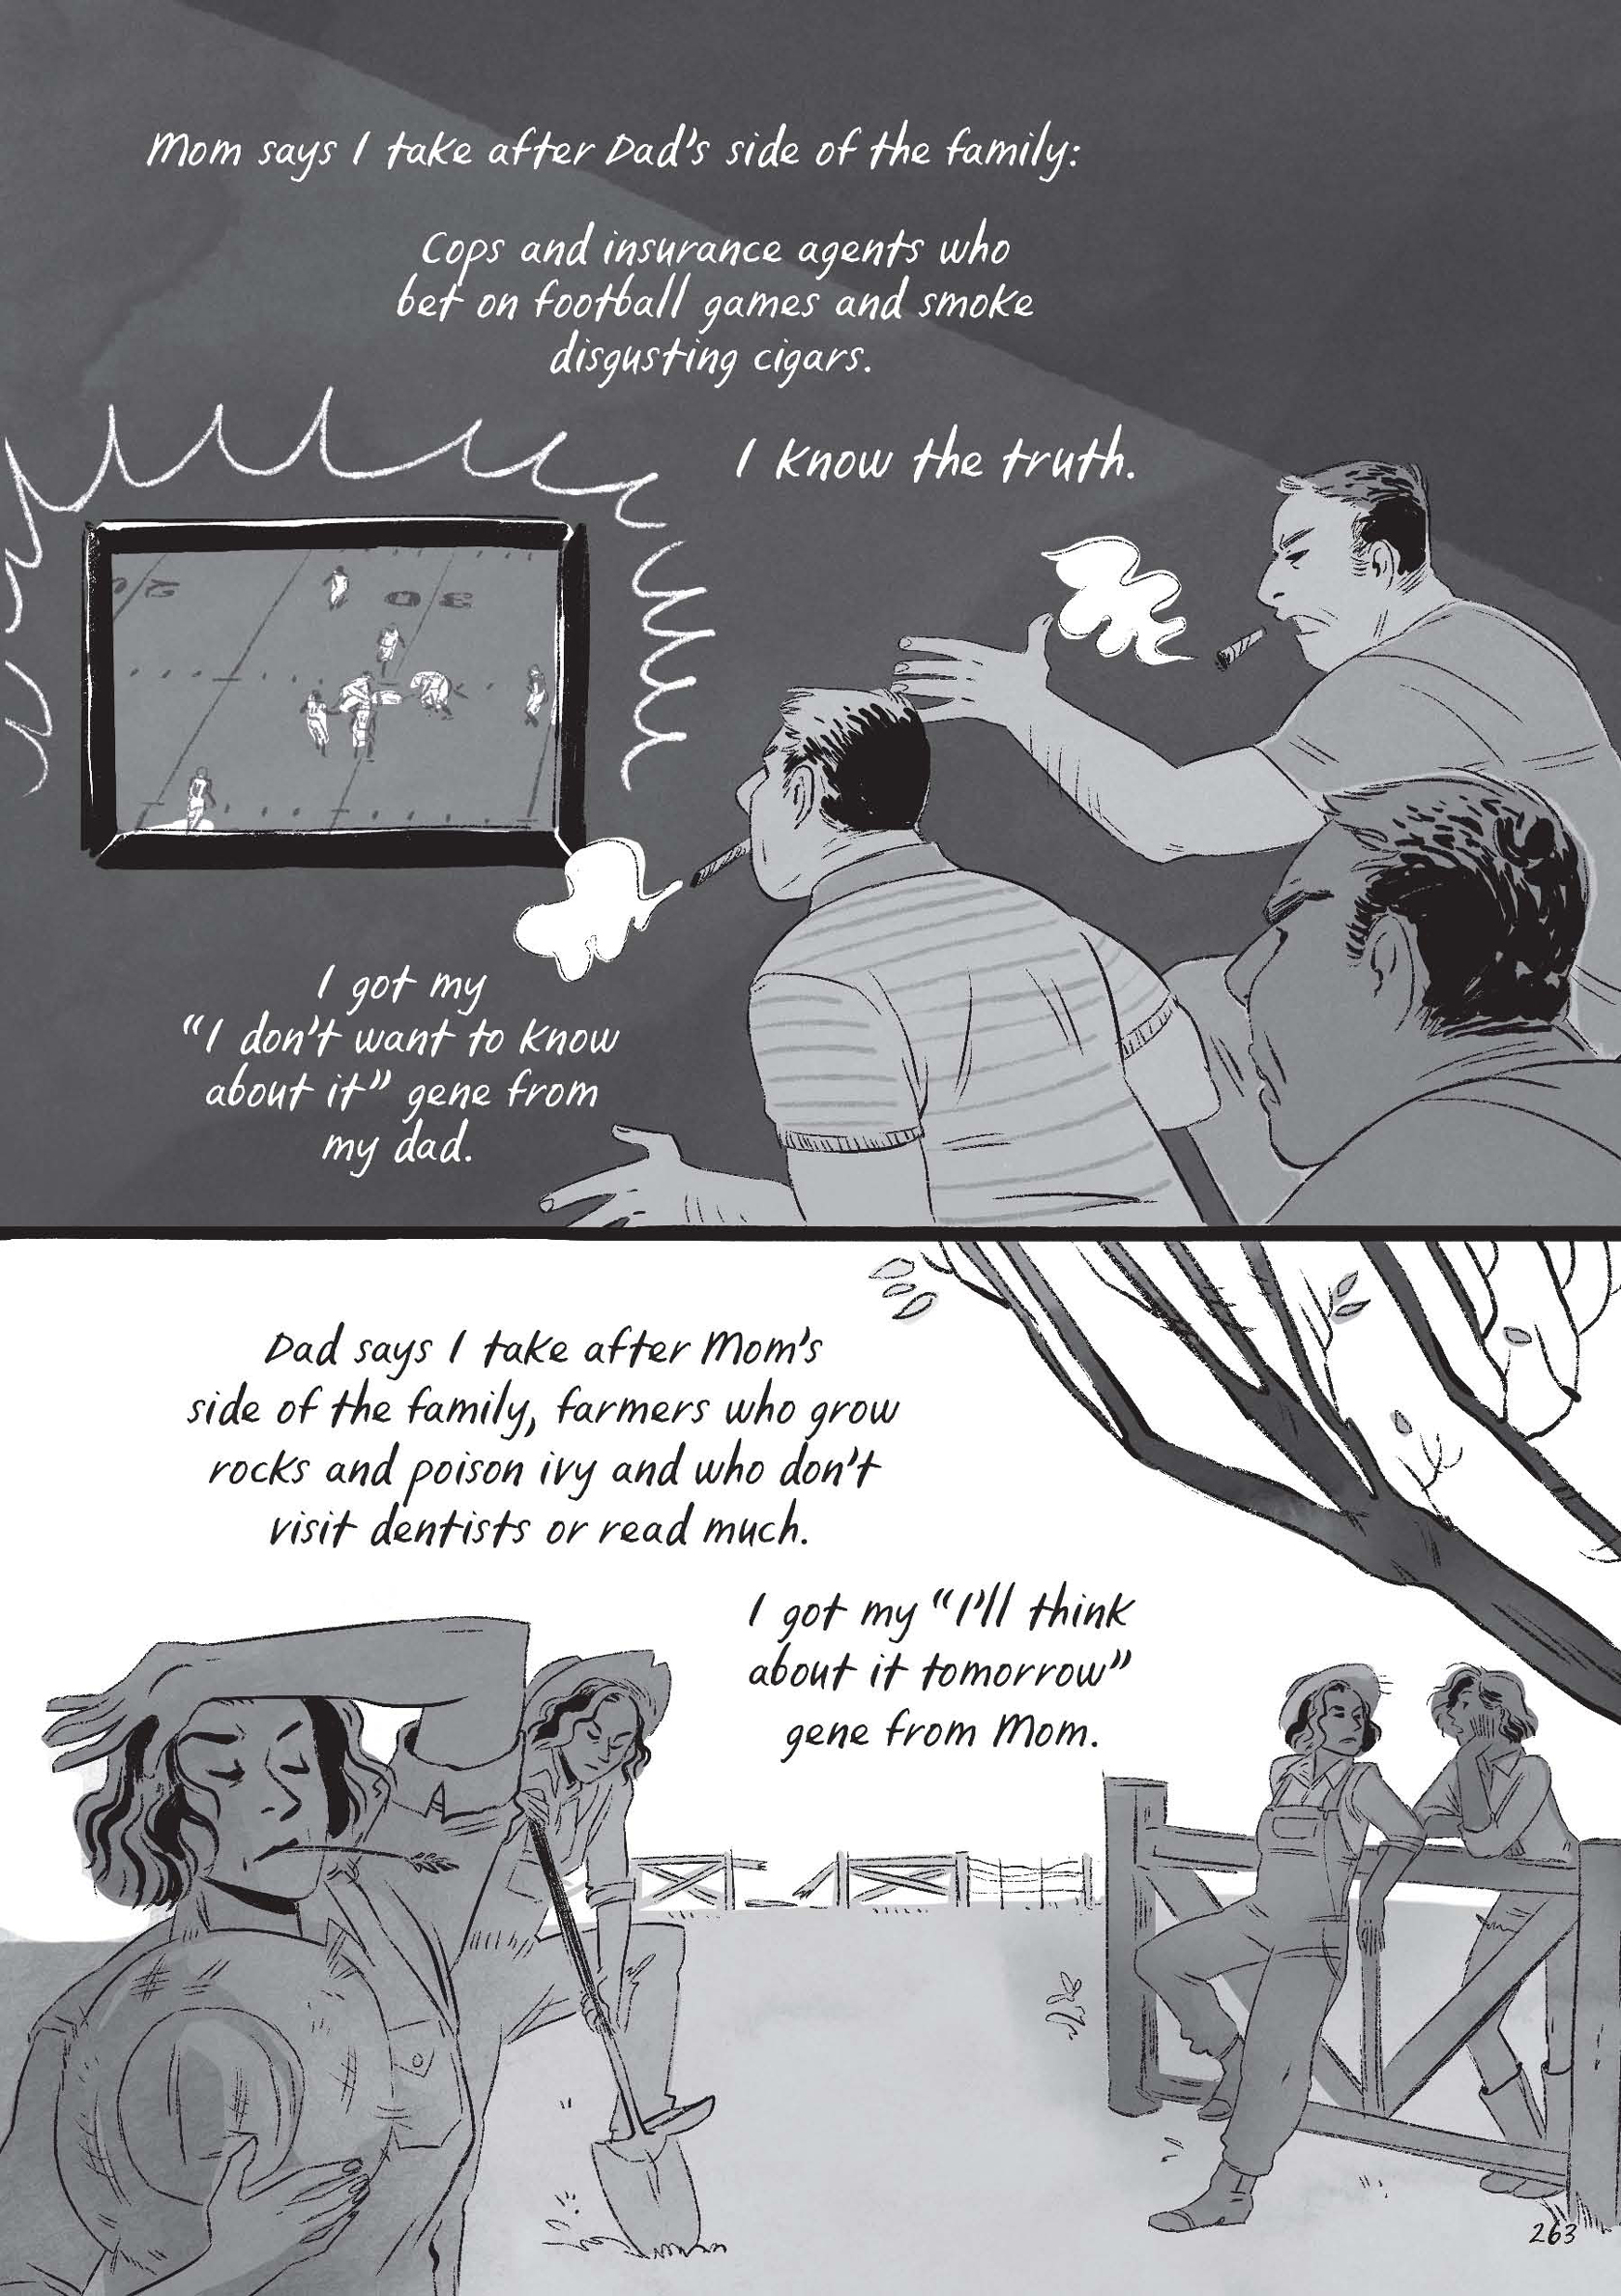 Mom says I take after Dad's side of the family:
Cops and insurance agents who
bet on football games and smoke
disgusting cigars.
I know the truth.
I got my
"I don't want to know
about it" gene from
my dad.
Dad says I take after Mom's
side of the family, farmers who grow
rocks and poison ivy and who don't
visit dentists or read much.
I got my "I'll think
about it tomorrow"
gene from Mom.
263